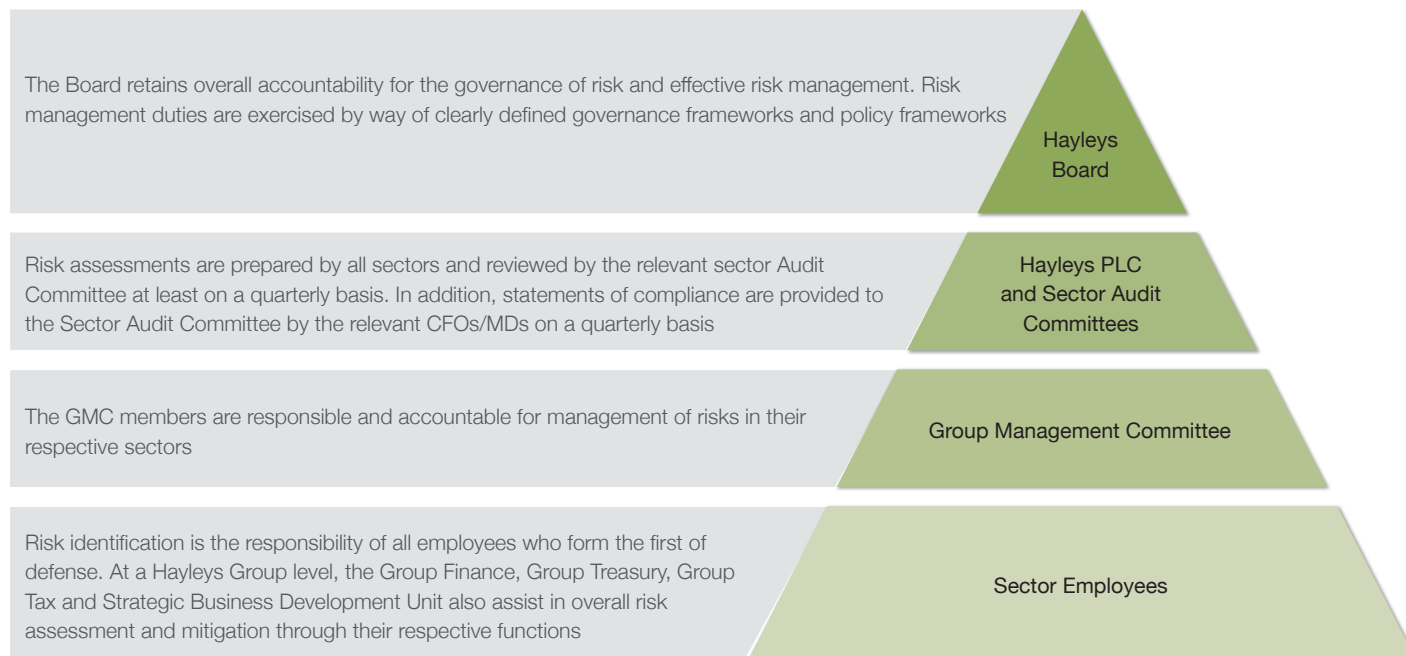 The Board retains overall accountability for the governance of risk and effective risk management. Risk
management duties are exercised by way of clearly defined governance frameworks and policy frameworks
Hayleys
Board
Risk assessments are prepared by all sectors and reviewed by the relevant sector Audit
Committee at least on a quarterly basis. In addition, statements of compliance are provided to
the Sector Audit Committee by the relevant CFOs/MDs on a quarterly basis
Hayleys PLC
and Sector Audit
Committees
The GMC members are responsible and accountable for management of risks in their
respective sectors
Group Management Committee
Risk identification is the responsibility of all employees who form the first of
defense. At a Hayleys Group level, the Group Finance, Group Treasury, Group
Tax and Strategic Business Development Unit also assist in overall risk
assessment and mitigation through their respective functions
Sector Employees